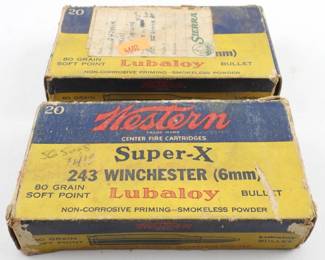 20
SIERRA
mm)
80 GRAIN
SOFT POINT
Lubaloy
BULLET
NON-CORROSIVE PRIMING—SMOKELESS POWDER
20
Western
TRADE MARK
CENTER FIRE CARTRIDGES
Super-X
243 WINCHESTER (6mm)
80 GRAIN
SOFT POINT
Lubaloy
BULLET
NON-CORROSIVE PRIMING—SMOKELESS POWDER